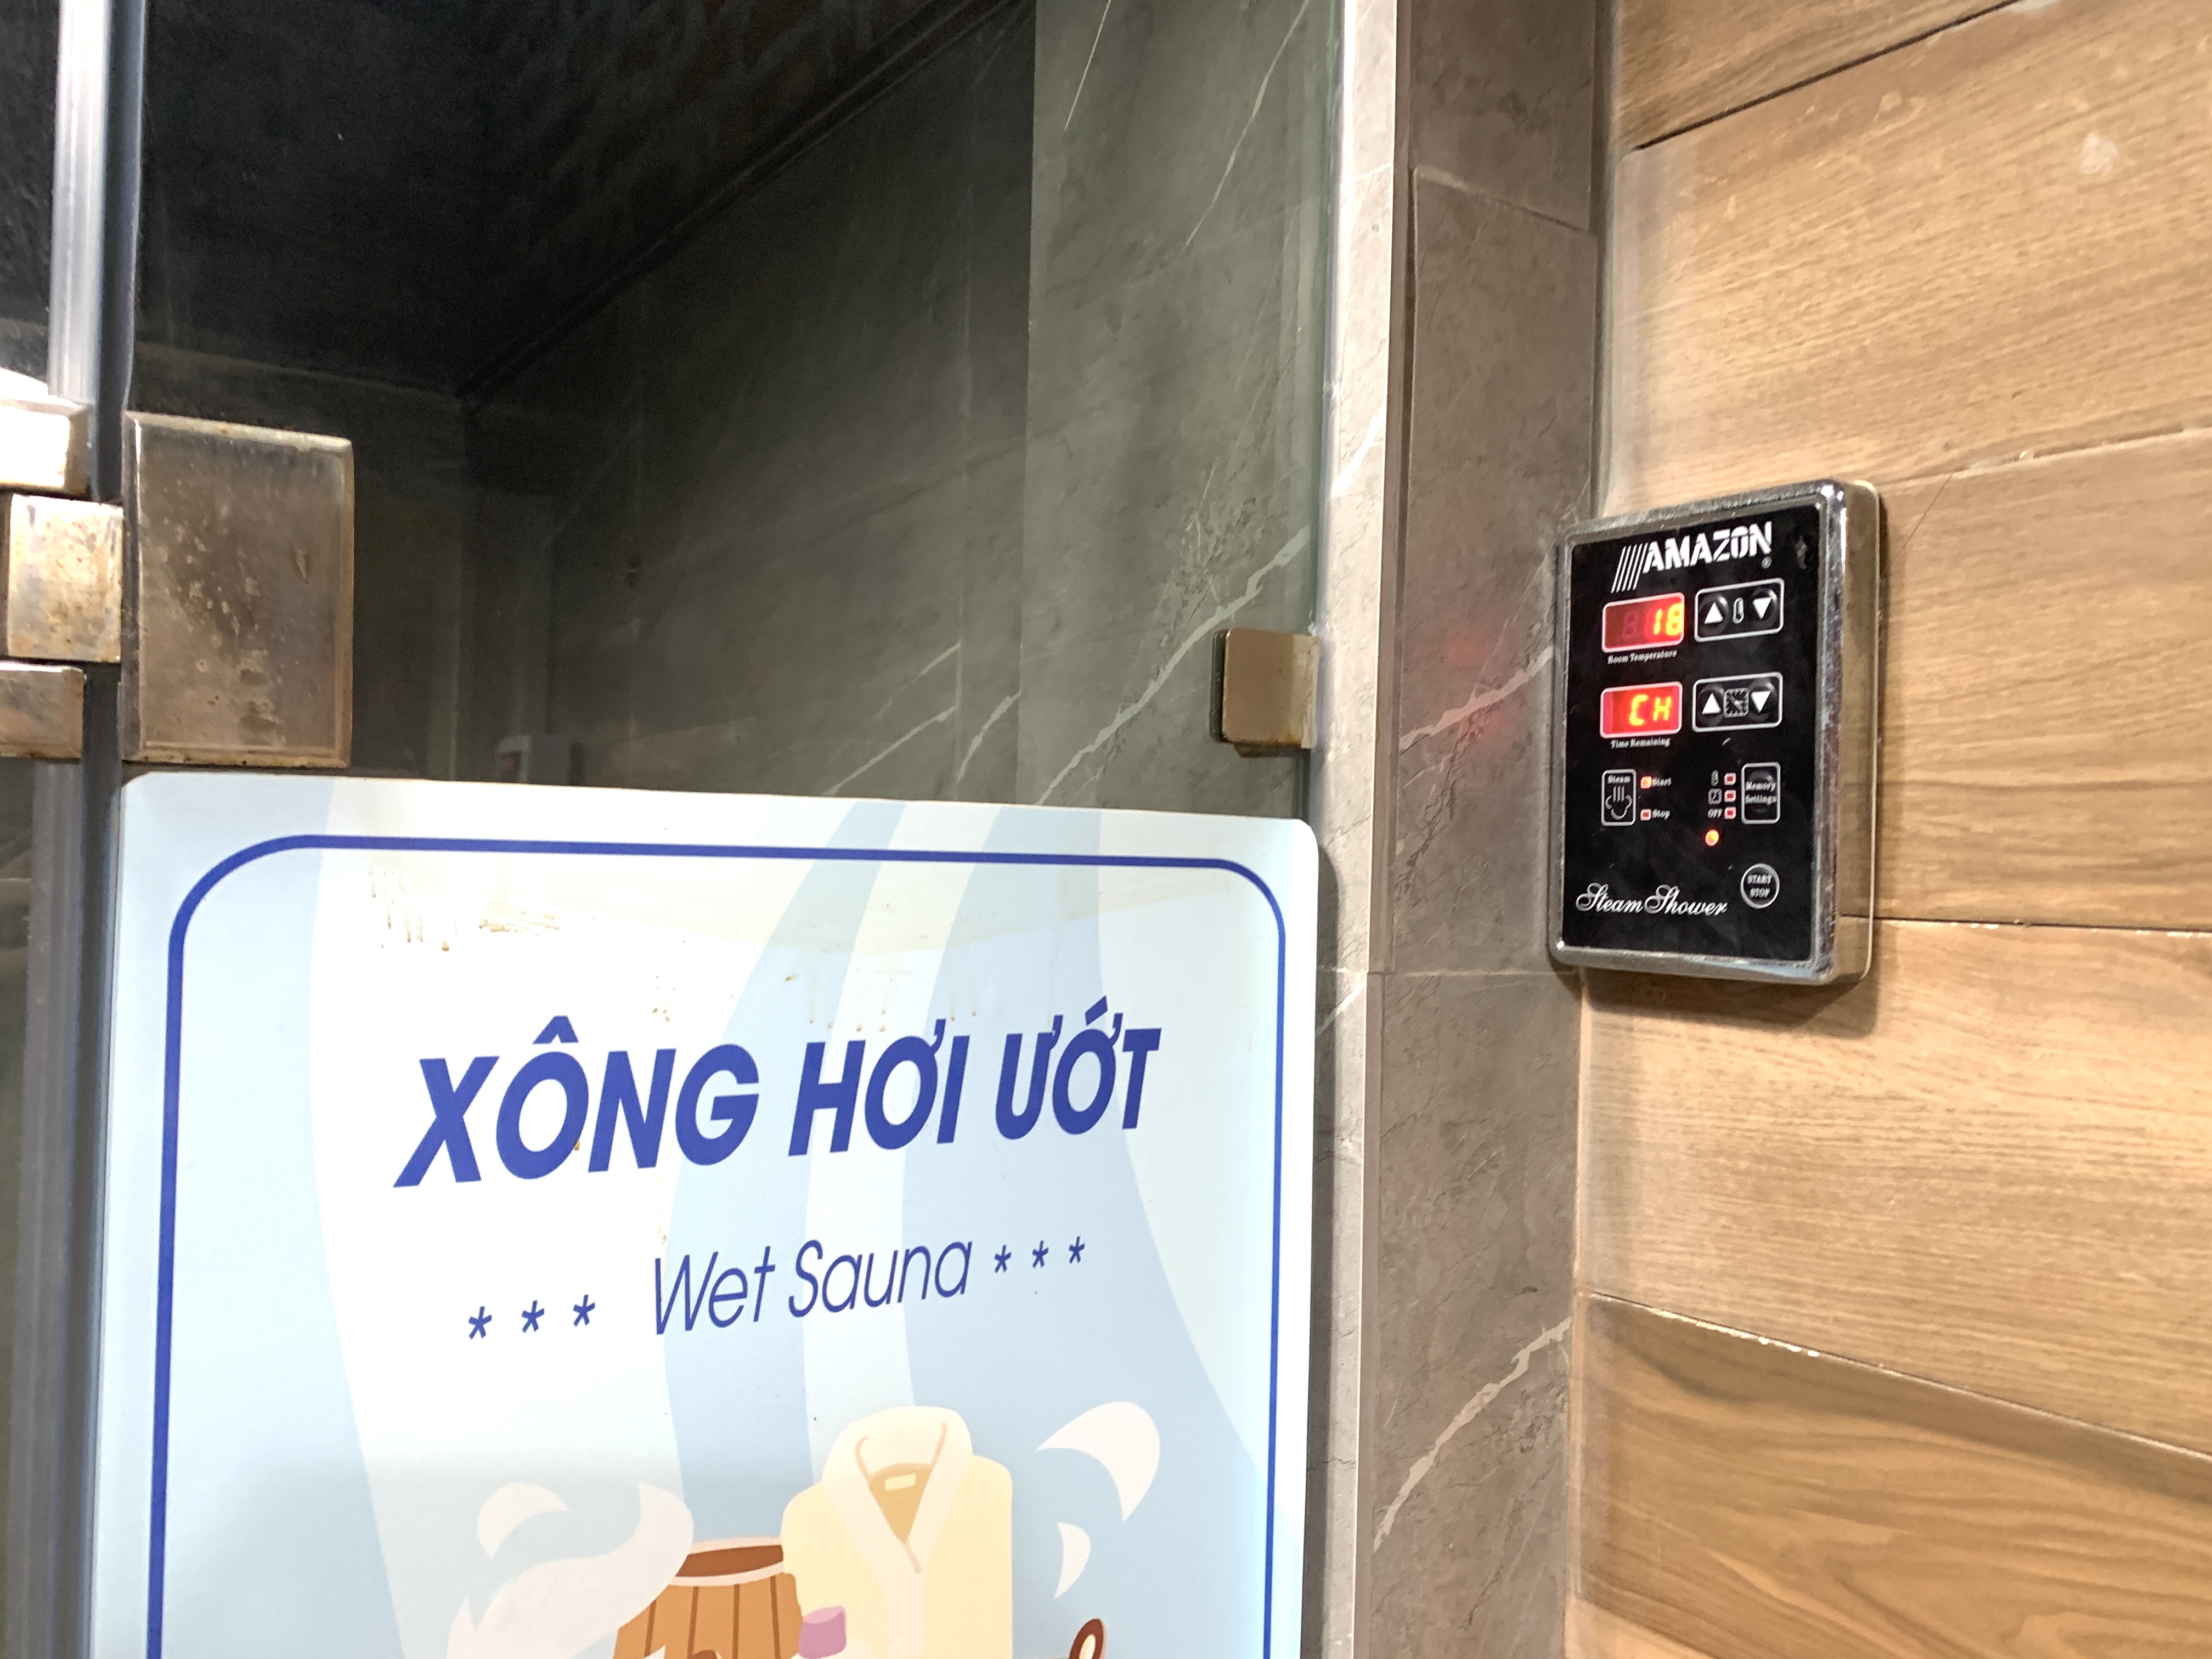 XÔNG HƠI ƯỚT
*** Wet Sauna ***
AMAZON
®
18
Room Temperature
CH
Time Remaining
Steam
Start
Stop
OFF
Memory
Settings
START
STOP
Steam Shower